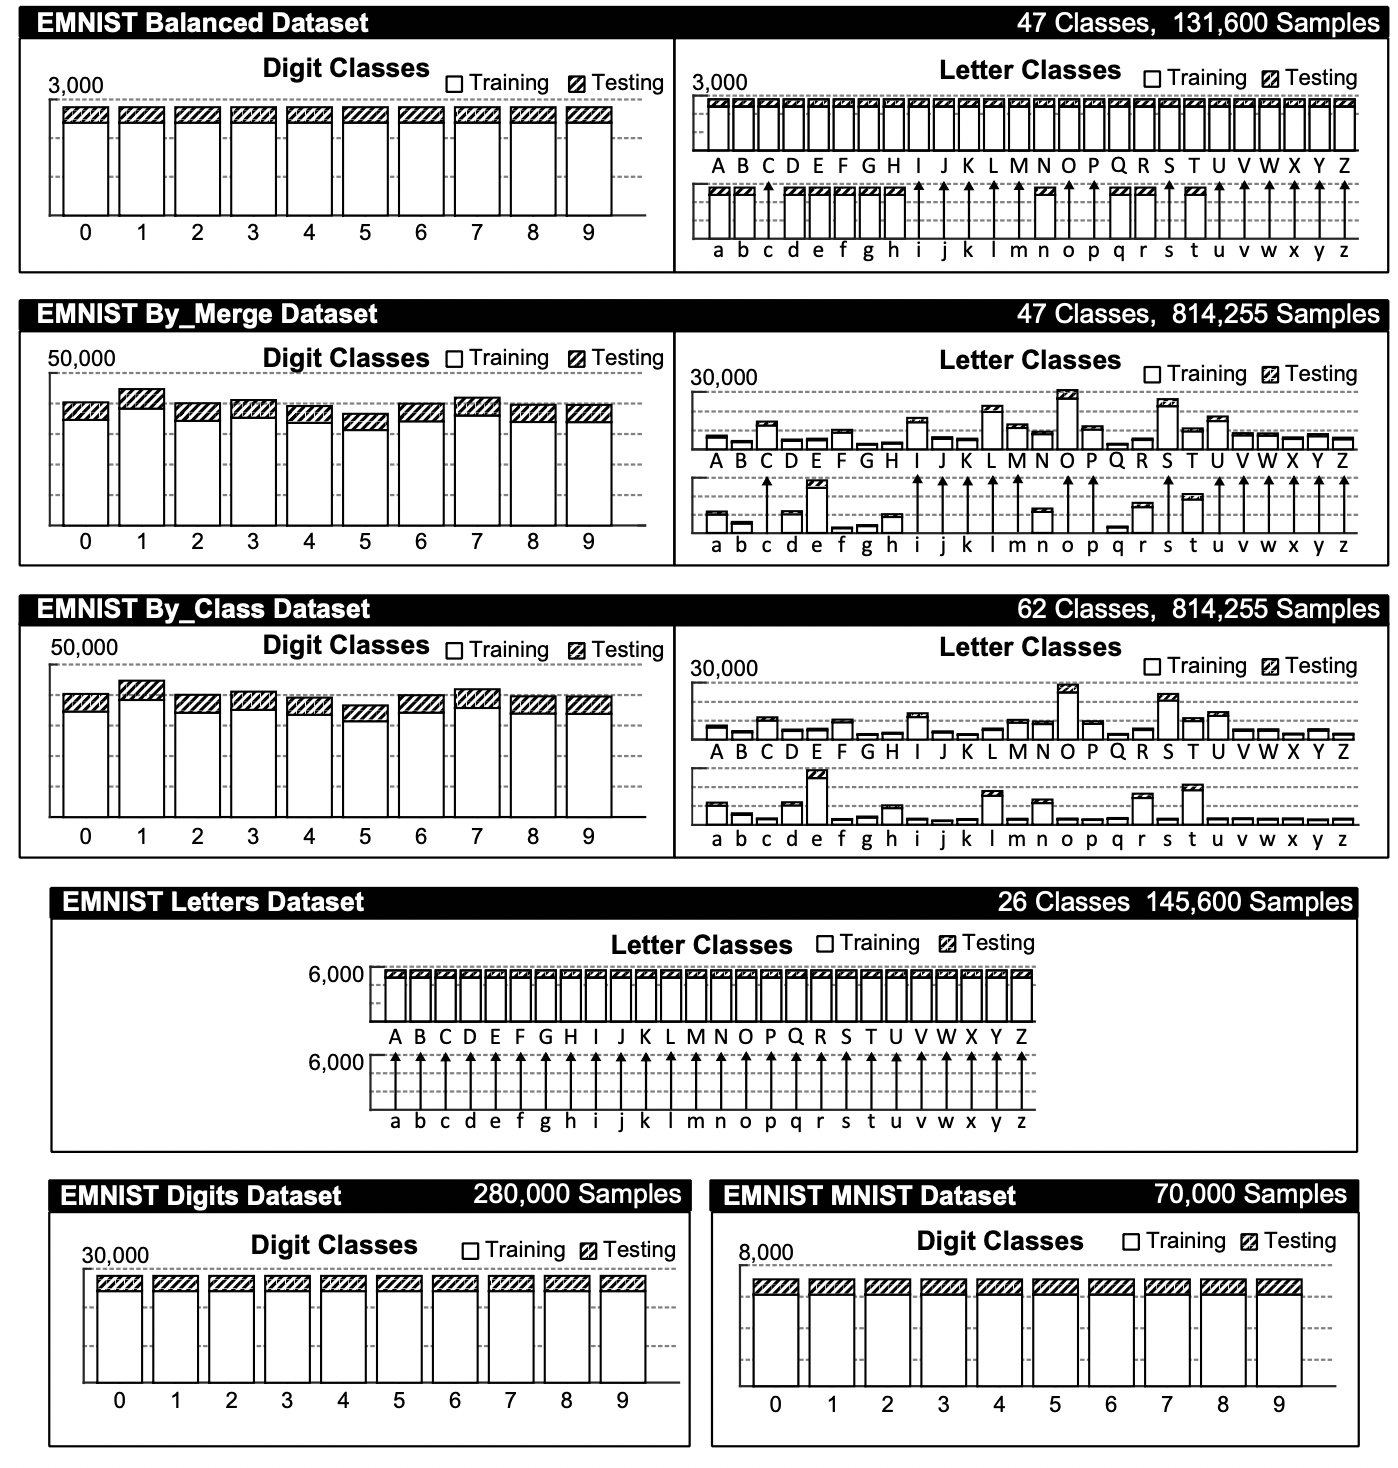 EMNIST Balanced Dataset 47 Classes, 131,600 Samples
Digit Classes Training Testing
3,000
0 1 2 3 4 5 6 7 8 9
Letter Classes Training Testing
3,000
A B C D E F G H I J K L M N O P Q R S T U V W X Y Z
a b c d e f g h i j k l m n o p q r s t u v w x y z
EMNIST By_Merge Dataset 47 Classes, 814,255 Samples
50,000 Digit Classes Training Testing
0 1 2 3 4 5 6 7 8 9
Letter Classes Training Testing
30,000
A B C D E F G H I J K L M N O P Q R S T U V W X Y Z
a b c d e f g h i j k l m n o p q r s t u v w x y z
EMNIST By_Class Dataset 62 Classes, 814,255 Samples
50,000 Digit Classes Training Testing
0 1 2 3 4 5 6 7 8 9
Letter Classes Training Testing
30,000
A B C D E F G H I J K L M N O P Q R S T U V W X Y Z
a b c d e f g h i j k l m n o p q r s t u v w x y z
EMNIST Letters Dataset 26 Classes 145,600 Samples
Letter Classes Training Testing
6,000
A B C D E F G H I J K L M N O P Q R S T U V W X Y Z
6,000
a b c d e f g h i j k l m n o p q r s t u v w x y z
EMNIST Digits Dataset 280,000 Samples
30,000 Digit Classes Training Testing
0 1 2 3 4 5 6 7 8 9
EMNIST MNIST Dataset 70,000 Samples
8,000 Digit Classes Training Testing
0 1 2 3 4 5 6 7 8 9